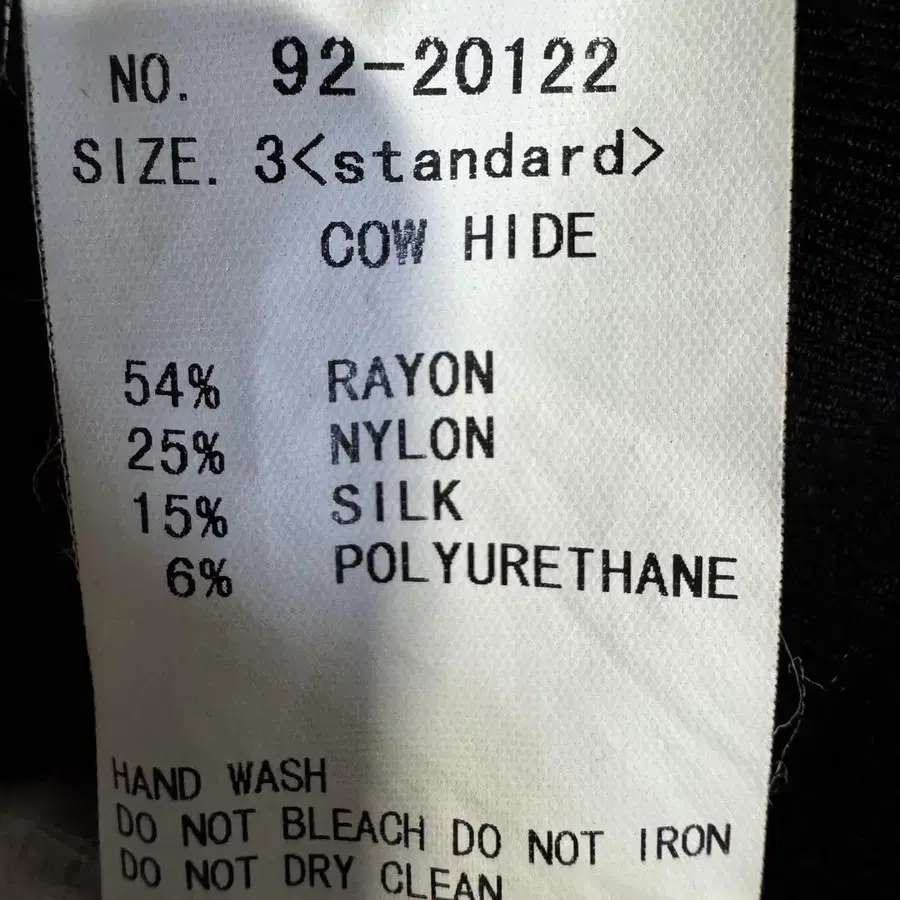 NO. 92-20122
SIZE. 3<standard>
COW HIDE
54% RAYON
25% NYLON
15% SILK
6% POLYURETHANE
HAND WASH
DO NOT BLEACH DO NOT IRON
DO NOT DRY CLEAN